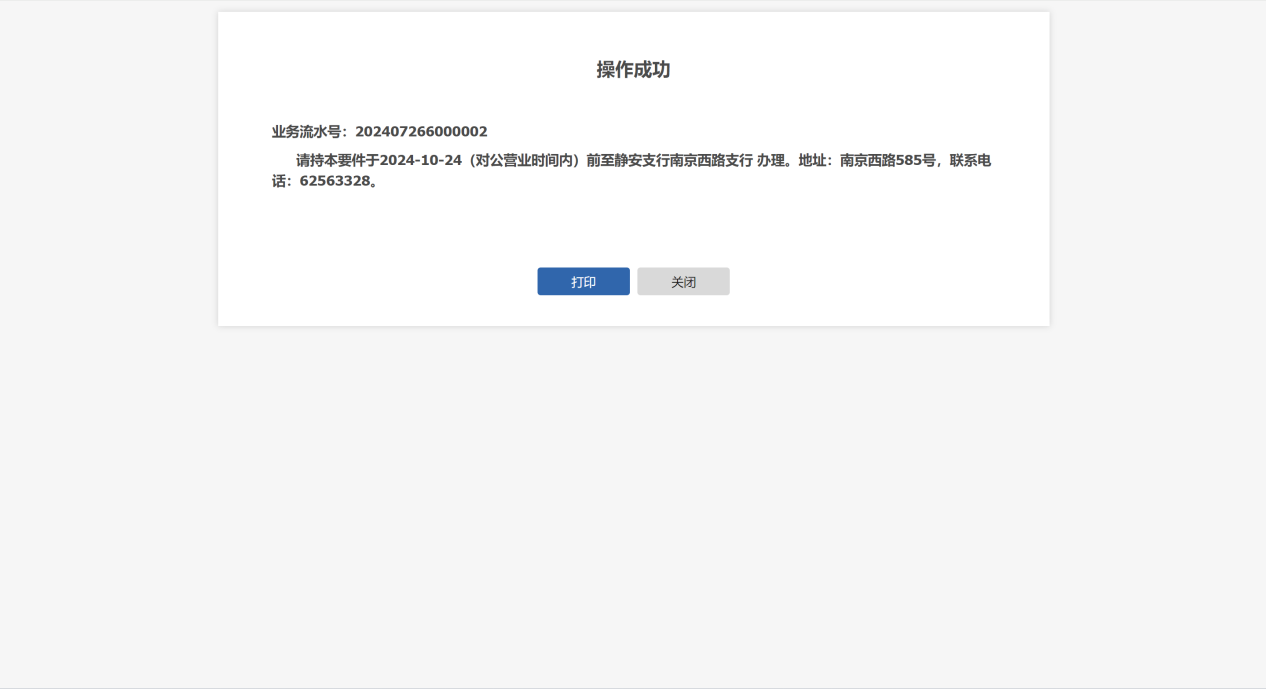 操作成功
业务流水号：202407266000002
请持本要件于2024-10-24（对公营业时间内）前至静安支行南京西路支行 办理。地址：南京西路585号，联系电
话：62563328。
打印 关闭